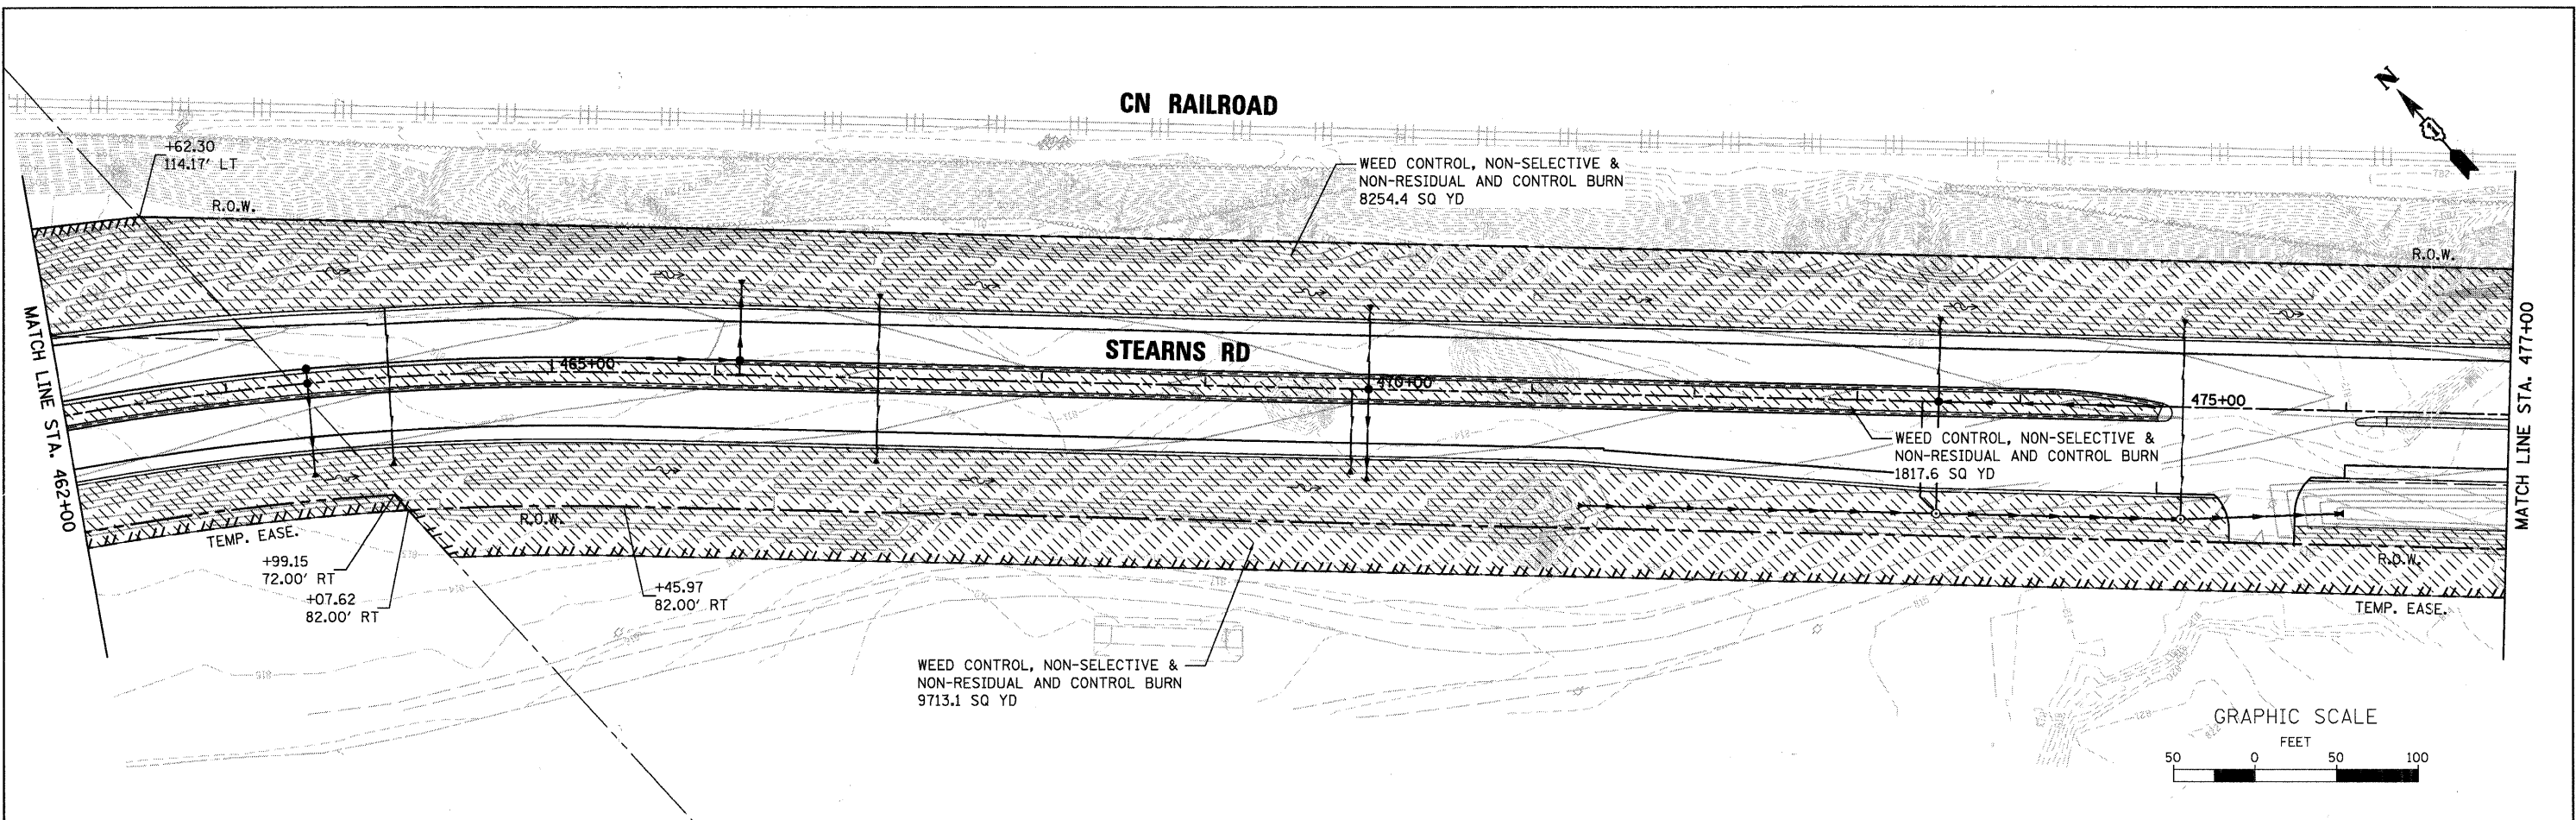 CN RAILROAD
N
+62.30
114.17' LT
R.O.W.
WEED CONTROL, NON-SELECTIVE &
NON-RESIDUAL AND CONTROL BURN
8254.4 SQ YD
R.O.W.
782
MATCH LINE STA. 462+00
STEARNS RD
465+00
470+00
475+00
MATCH LINE STA. 477+00
WEED CONTROL, NON-SELECTIVE &
NON-RESIDUAL AND CONTROL BURN
1817.6 SQ YD
R.O.W.
TEMP. EASE.
+99.15
72.00' RT
+07.62
82.00' RT
+45.97
82.00' RT
R.O.W.
TEMP. EASE.
WEED CONTROL, NON-SELECTIVE &
NON-RESIDUAL AND CONTROL BURN
9713.1 SQ YD
GRAPHIC SCALE
FEET
50 0 50 100